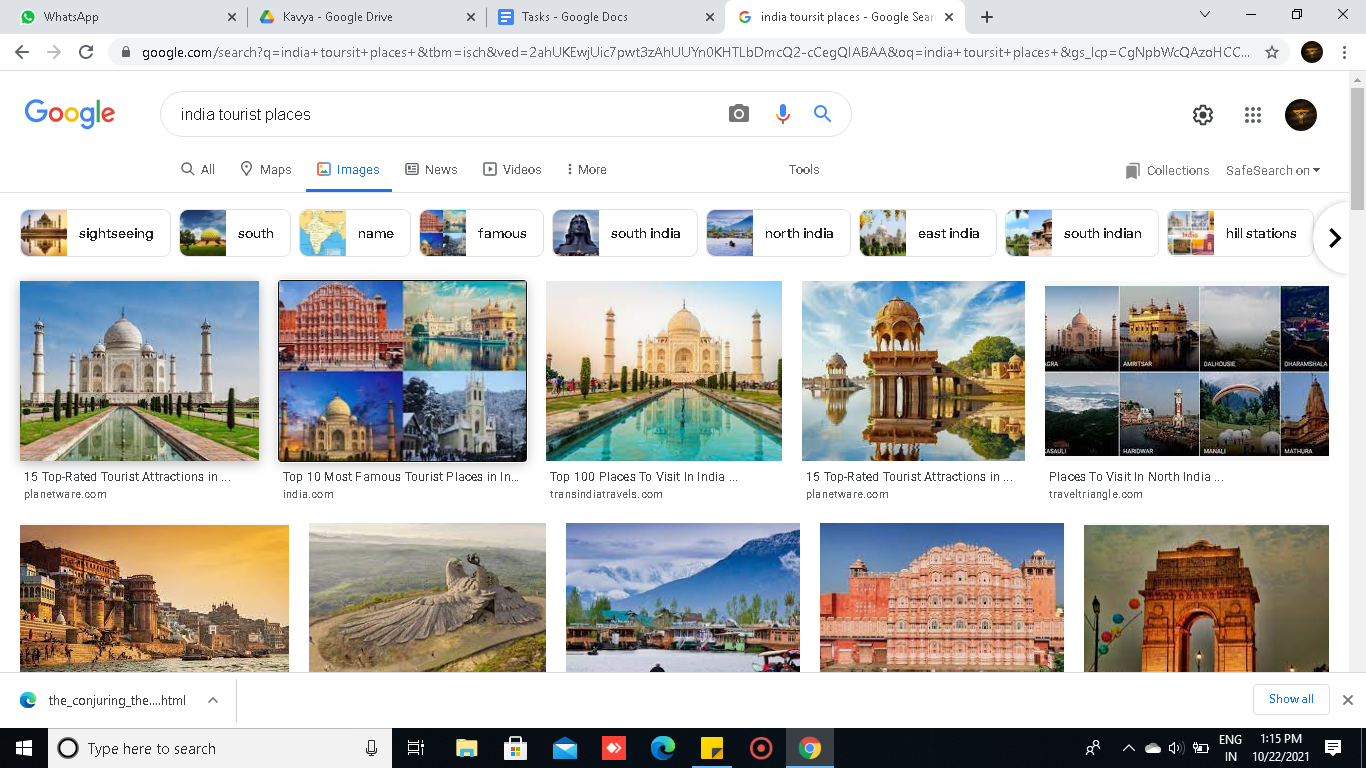 WhatsApp
Kavya - Google Drive
Tasks - Google Docs
india toursit places - Google Sear
google.com/search?q=india+toursit+places+&tbm=isch&ved=2ahUKEwjUic7pwt3zAhUUYn0KHTLbDmcQ2-cCegQIABAA&oq=india+toursit+places+&gs_lcp=CgNpbWcQAzoHCC...
Google
india tourist places
All
Maps
Images
News
Videos
More
Tools
Collections
SafeSearch on
sightseeing
south
name
famous
south india
north india
east india
south indian
hill stations
AGRA
AMRITSAR
DALHOUSIE
DHARAMSHALA
KASAULI
HARIDWAR
MANALI
MATHURA
15 Top-Rated Tourist Attractions in ...
planetware.com
Top 10 Most Famous Tourist Places in In...
india.com
Top 100 Places To Visit In India ...
transindiatravels.com
15 Top-Rated Tourist Attractions in ...
planetware.com
Places To Visit In North India ...
traveltriangle.com
the_conjuring_the....html
Show all
Type here to search
ENG
IN
1:15 PM
10/22/2021